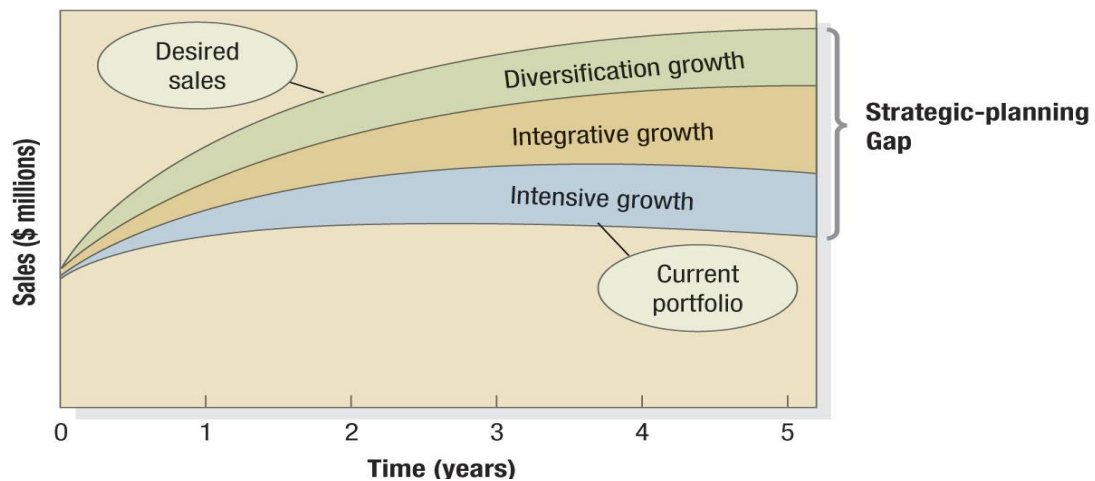 Desired
sales
Diversification growth
Integrative growth
Intensive growth
Current
portfolio
Strategic-planning
Gap
Sales ($ millions)
0 1 2 3 4 5
Time (years)